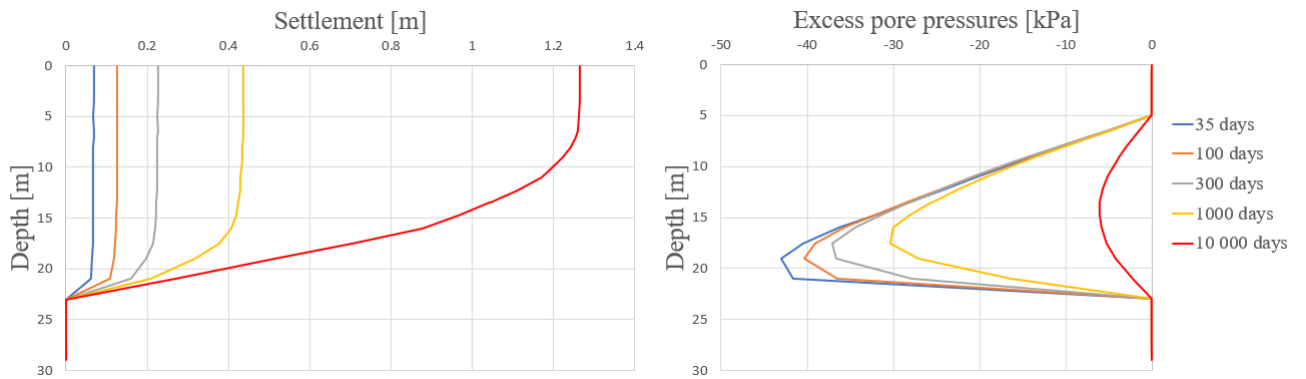 Settlement [m]
0 0.2 0.4 0.6 0.8 1 1.2 1.4
0
5
10
15
20
25
30
Depth [m]
Excess pore pressures [kPa]
-50 -40 -30 -20 -10 0
0
5
10
15
20
25
30
Depth [m]
35 days
100 days
300 days
1000 days
10 000 days